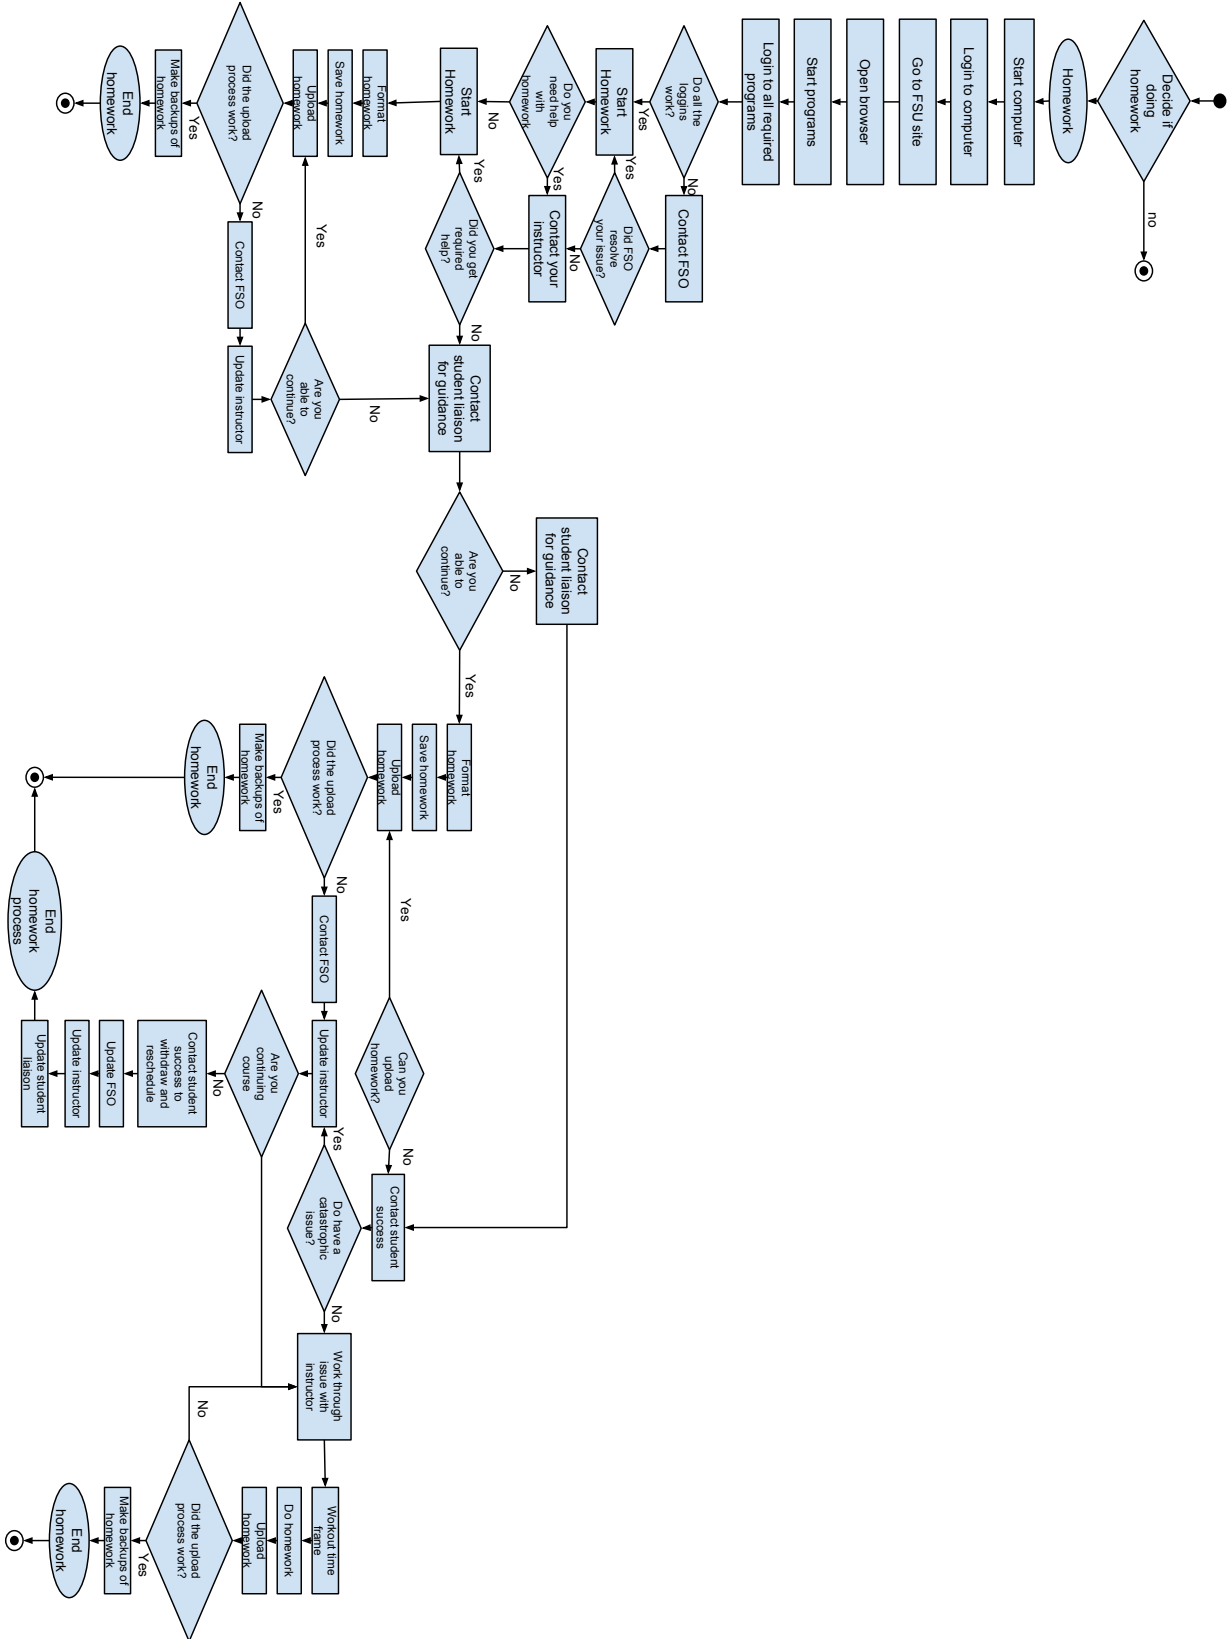 Decide if
doing
homework
no
Homework
Start computer
Login to computer
Go to FSU site
Open browser
Start programs
Login to all required
programs
Do all the
loggins
work?
No
Yes
Contact FSO
Did FSO
resolve
your issue?
Yes
No
Start
Homework
Do you
need help
with
homework
Yes
No
Contact your
instructor
Did you get
required
help?
Yes
No
Start
Homework
Contact
student liaison
for guidance
Format
homework
Save homework
Upload
homework
Did the upload
process work?
No
Yes
Make backups of
homework
End
homework
Contact FSO
Update instructor
Are you
able to
continue?
Yes
No
Are you
able to
continue?
No
Yes
Contact
student liaison
for guidance
Format
homework
Save homework
Upload
homework
Did the upload
process work?
No
Yes
Make backups of
homework
End
homework
Contact FSO
Update instructor
Can you
upload
homework?
Yes
No
Contact student
success
Do have a
catastrophic
issue?
Yes
No
Are you
continuing
course
No
Contact student
success to
withdraw and
reschedule
Update FSO
Update instructor
Update student
liaison
End
homework
process
Work through
issue with
instructor
Workout time
frame
Do homework
Upload
homework
Did the upload
process work?
No
Yes
Make backups of
homework
End
homework